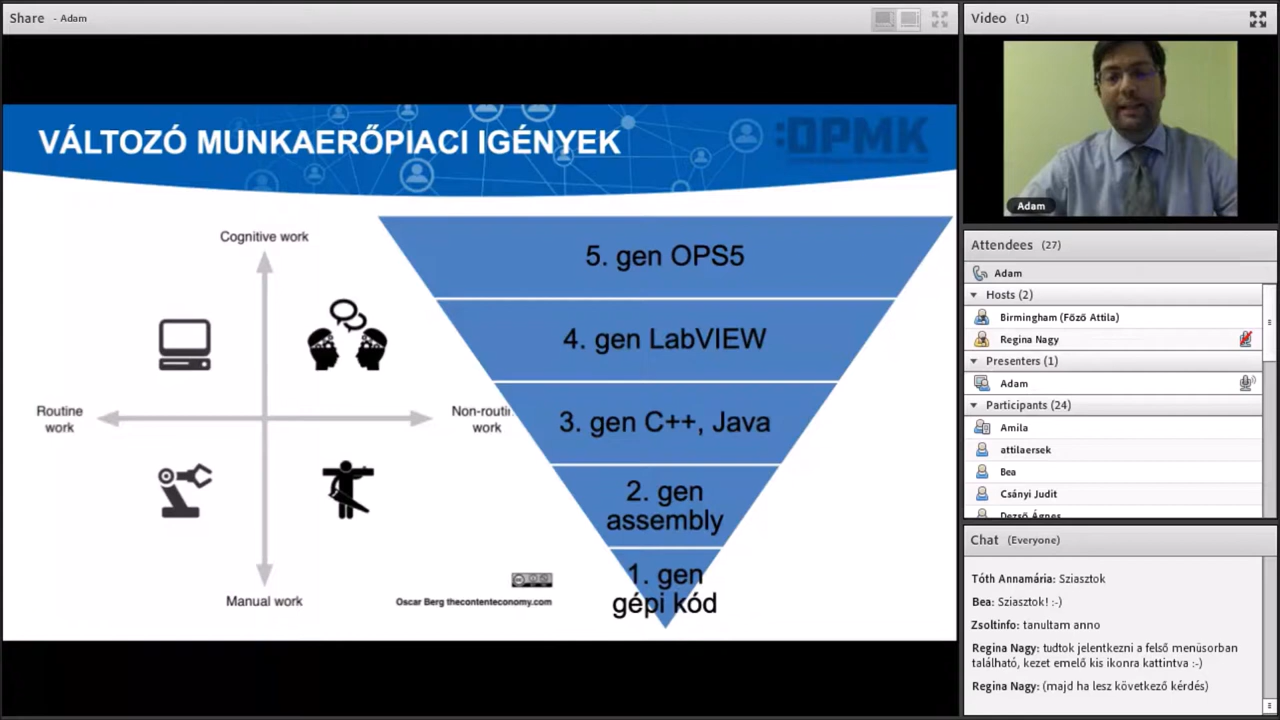 Share - Adam
VÁLTOZÓ MUNKAERŐPIACI IGÉNYEK
:OPMK
Cognitive work
Routine
work
Non-routin
work
Manual work
Oscar Berg thecontenteconomy.com
5. gen OPS5
4. gen LabVIEW
3. gen C++, Java
2. gen
assembly
1. gen
gépi kód
Video (1)
Adam
Attendees (27)
Adam
Hosts (2)
Birmingham (Főző Attila)
Regina Nagy
Presenters (1)
Adam
Participants (24)
Amila
attilaersek
Bea
Csányi Judit
Dezső Ágnes
Chat (Everyone)
Tóth Annamária: Sziasztok
Bea: Sziasztok! :-)
Zsoltinfo: tanultam anno
Regina Nagy: tudtok jelentkezni a felső menüsorban
található, kezet emelő kis ikonra kattintva :-)
Regina Nagy: (majd ha lesz következő kérdés)